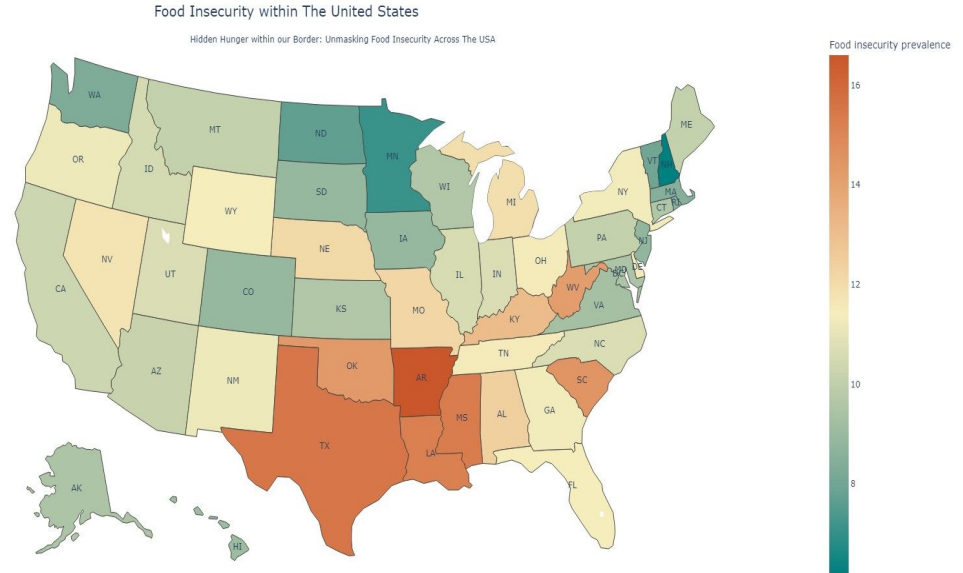 Food Insecurity within The United States
Hidden Hunger within our Border: Unmasking Food Insecurity Across The USA
Food insecurity prevalence
16
14
12
10
8
WA
MT
ND
MN
ME
OR
ID
SD
WI
VT
NH
WY
MI
NY
MA
CT
RI
NV
NE
IA
PA
NJ
UT
IL
IN
OH
MD
DE
CA
CO
KS
MO
WV
VA
KY
NC
AZ
NM
OK
AR
TN
SC
MS
AL
GA
TX
LA
FL
AK
HI